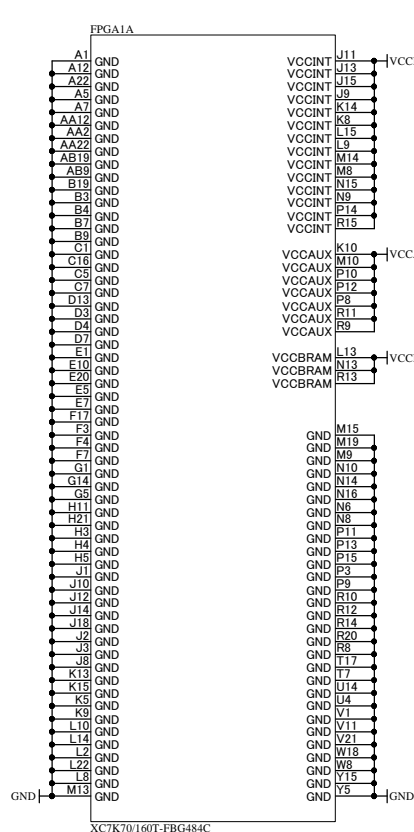 FPGA1A
A1 GND
A12 GND
A22 GND
A5 GND
A7 GND
AA12 GND
AA2 GND
AA22 GND
AB19 GND
AB9 GND
B19 GND
B3 GND
B4 GND
B7 GND
B9 GND
C1 GND
C16 GND
C5 GND
C7 GND
D13 GND
D3 GND
D4 GND
D7 GND
E1 GND
E10 GND
E20 GND
E5 GND
E7 GND
F17 GND
F3 GND
F4 GND
F7 GND
G1 GND
G14 GND
G5 GND
H11 GND
H21 GND
H3 GND
H4 GND
H5 GND
J1 GND
J10 GND
J12 GND
J14 GND
J18 GND
J2 GND
J3 GND
J8 GND
K13 GND
K15 GND
K5 GND
K9 GND
L10 GND
L14 GND
L2 GND
L22 GND
L8 GND
GND M13 GND
VCCINT J11
VCCINT J13
VCCINT J15
VCCINT J9
VCCINT K14
VCCINT K8
VCCINT L15
VCCINT L9
VCCINT M14
VCCINT M8
VCCINT N15
VCCINT N9
VCCINT P14
VCCINT R15
VCCAUX K10
VCCAUX M10
VCCAUX P10
VCCAUX P12
VCCAUX P8
VCCAUX R11
VCCAUX R9
VCCBRAM L13
VCCBRAM N13
VCCBRAM R13
GND M15
GND M19
GND M9
GND N10
GND N14
GND N16
GND N6
GND N8
GND P11
GND P13
GND P15
GND P3
GND P9
GND R10
GND R12
GND R14
GND R20
GND R8
GND T17
GND T7
GND U14
GND U4
GND V1
GND V11
GND V21
GND W18
GND W8
GND Y15
GND Y5 GND
XC7K70/160T-FBG484C